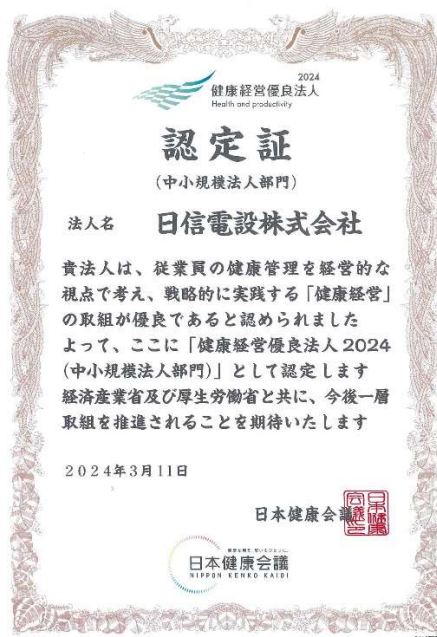 2024
健康経営優良法人
Health and productivity
認定証
(中小規模法人部門)
法人名 日信電設株式会社
貴法人は、従業員の健康管理を経営的な
視点で考え、戦略的に実践する「健康経営」
の取組が優良であると認められました
よって、ここに「健康経営優良法人2024
(中小規模法人部門)」として認定します
経済産業省及び厚生労働省と共に、今後一層
取組を推進されることを期待いたします
2024年3月11日
日本健康会議
日本健康会議
NIPPON KENKO KAIGI